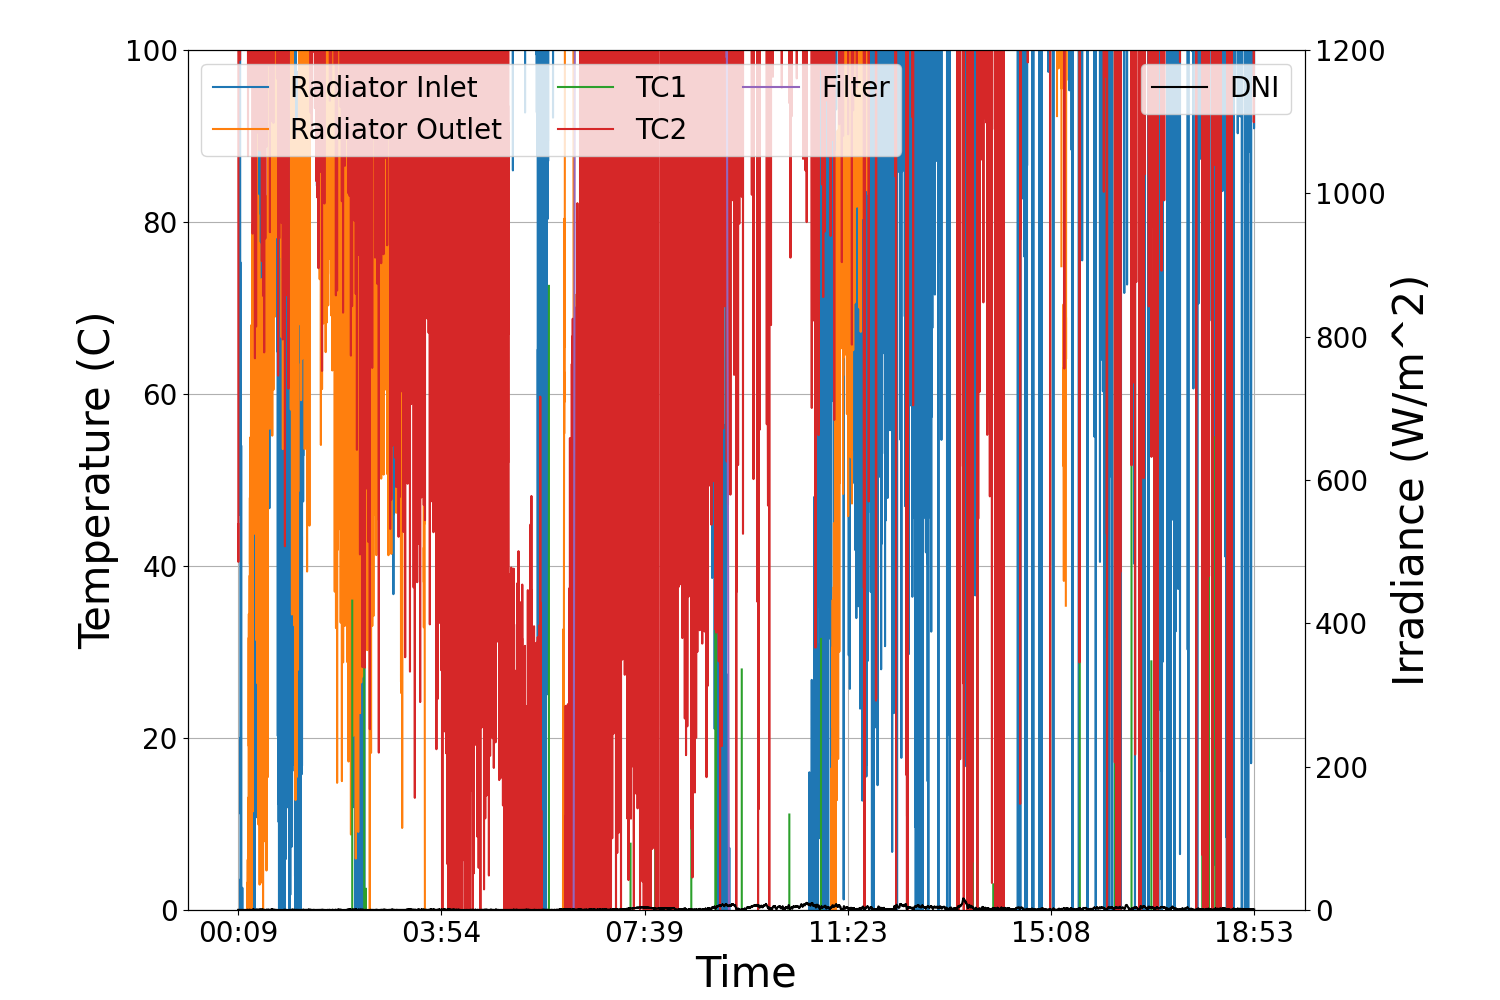 100
80
60
40
20
0
Temperature (C)
Radiator Inlet
Radiator Outlet
TC1
TC2
Filter
DNI
1200
1000
800
600
400
200
0
Irradiance (W/m^2)
00:09 03:54 07:39 11:23 15:08 18:53
Time